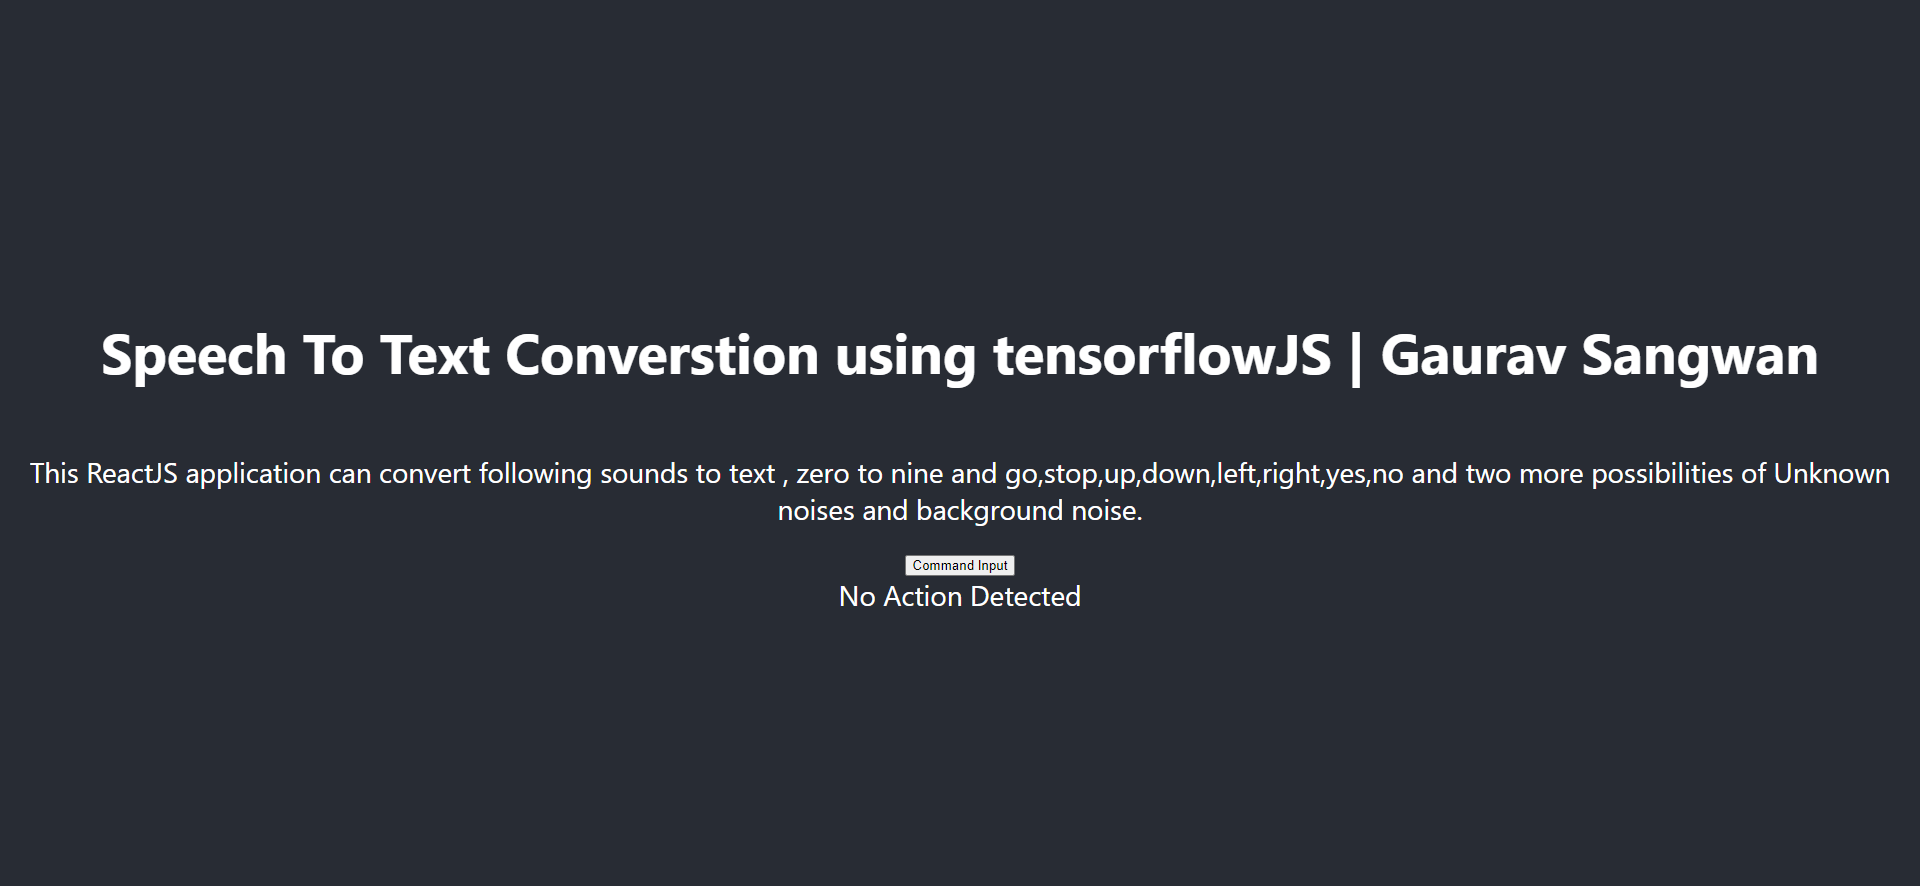 Speech To Text Converstion using tensorflowJS | Gaurav Sangwan
This ReactJS application can convert following sounds to text , zero to nine and go,stop,up,down,left,right,yes,no and two more possibilities of Unknown
noises and background noise.
Command Input
No Action Detected